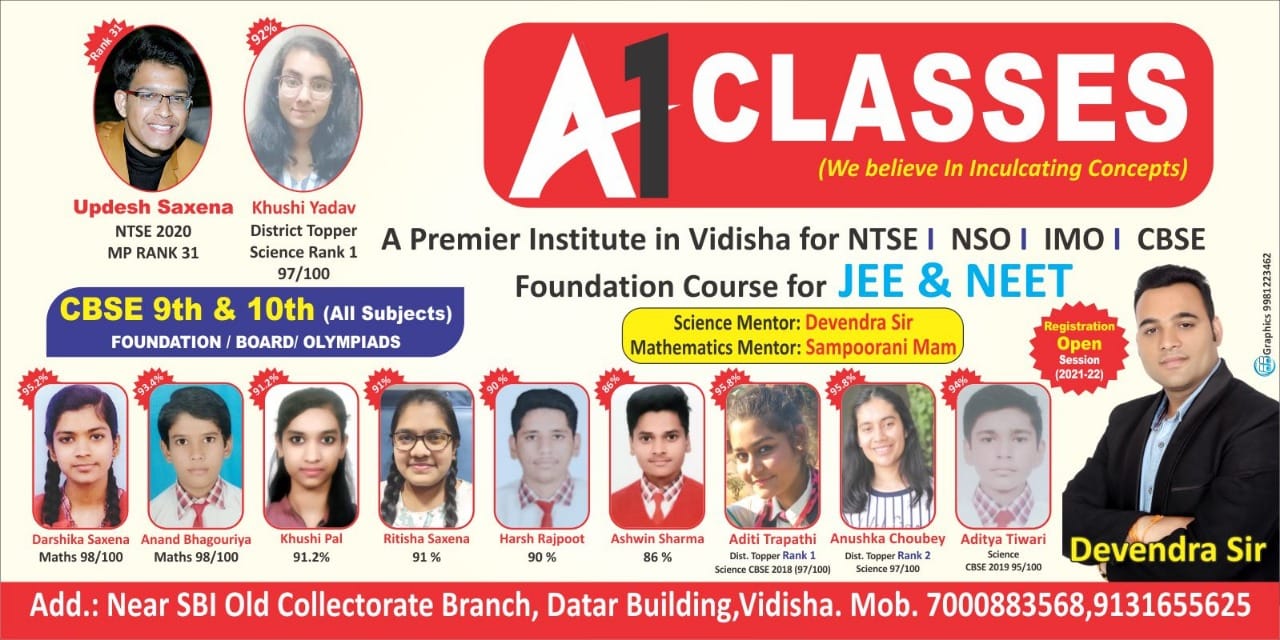 Rank 31
92%
Updesh Saxena
NTSE 2020
MP RANK 31
Khushi Yadav
District Topper
Science Rank 1
97/100
A1 CLASSES
(We believe In Inculcating Concepts)
A Premier Institute in Vidisha for NTSE I NSO I IMO I CBSE
Foundation Course for JEE & NEET
CBSE 9th & 10th (All Subjects)
FOUNDATION / BOARD/ OLYMPIADS
Science Mentor: Devendra Sir
Mathematics Mentor: Sampoorani Mam
Registration
Open
Session
(2021-22)
Graphics 9981223462
95.2%
Darshika Saxena
Maths 98/100
93.4%
Anand Bhagouriya
Maths 98/100
91.2%
Khushi Pal
91.2%
91%
Ritisha Saxena
91 %
90 %
Harsh Rajpoot
90 %
86%
Ashwin Sharma
86 %
95.8%
Aditi Trapathi
Dist. Topper Rank 1
Science CBSE 2018 (97/100)
95.8%
Anushka Choubey
Dist. Topper Rank 2
Science 97/100
94%
Aditya Tiwari
Science
CBSE 2019 95/100
Devendra Sir
Add.: Near SBI Old Collectorate Branch, Datar Building,Vidisha. Mob. 7000883568,9131655625